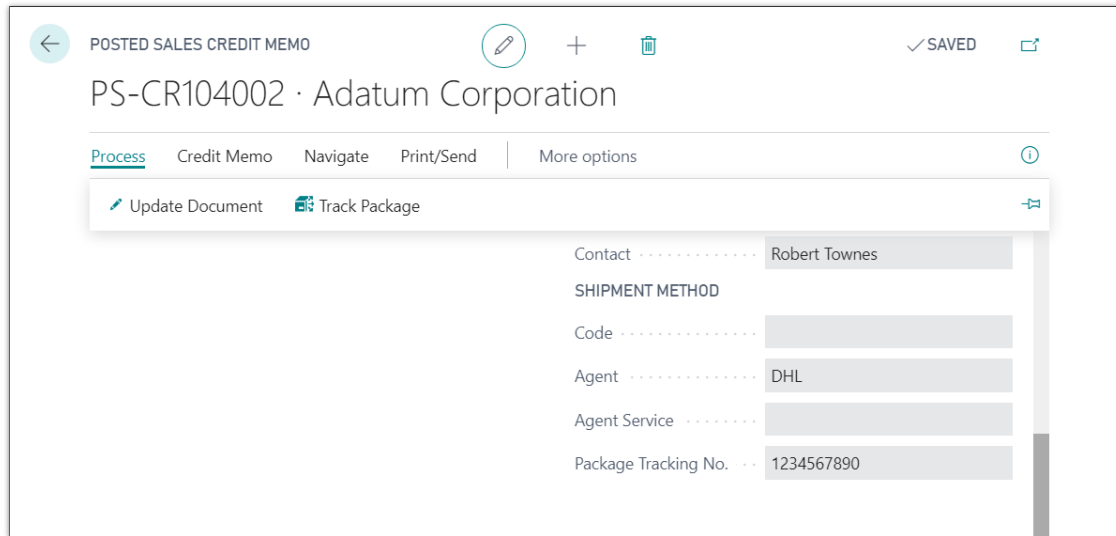 POSTED SALES CREDIT MEMO
SAVED
PS-CR104002 · Adatum Corporation
Process Credit Memo Navigate Print/Send More options
Update Document Track Package
Contact Robert Townes
SHIPMENT METHOD
Code
Agent DHL
Agent Service
Package Tracking No. 1234567890